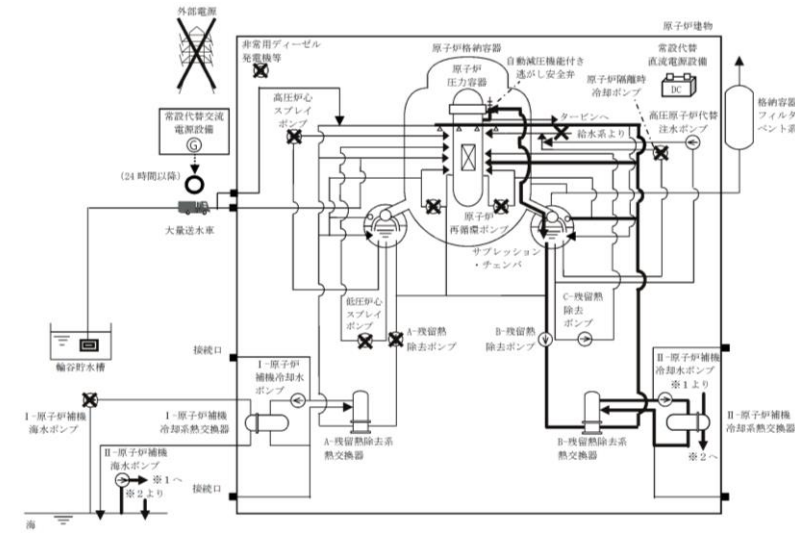 外部電源
非常用ディーゼル
発電機等
常設代替交流
電源設備
G
(24時間以降)
大量送水車
輪谷貯水槽
原子炉建物
原子炉格納容器
原子炉
圧力容器
自動減圧機能付き
逃がし安全弁
常設代替
直流電源設備
DC
原子炉隔離時
冷却ポンプ
高圧原子炉代替
注水ポンプ
格納容器
フィルタ
ベント系
高圧炉心
スプレイ
ポンプ
タービンへ
給水系より
原子炉
再循環ポンプ
サプレッション
・チェンバ
低圧炉心
スプレイ
ポンプ
A-残留熱
除去ポンプ
B-残留熱
除去ポンプ
C-残留熱
除去
ポンプ
接続口
I-原子炉補機
冷却水
ポンプ
I-原子炉補機
海水ポンプ
I-原子炉補機
冷却系熱交換器
A-残留熱除去系
熱交換器
B-残留熱除去系
熱交換器
II-原子炉補機
冷却水ポンプ
※1より
II-原子炉補機
冷却系熱交換器
※2へ
II-原子炉補機
海水ポンプ
※1へ
※2より
接続口
海